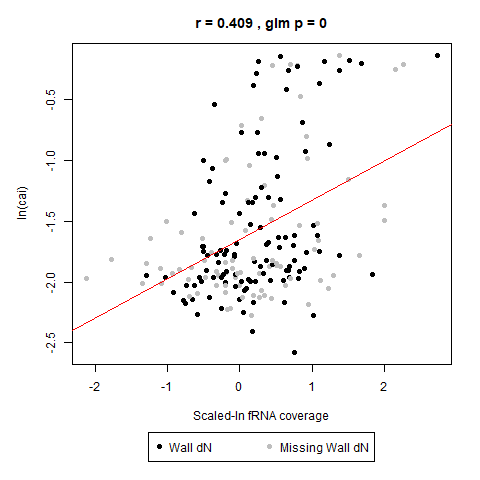 r = 0.409 , glm p = 0
ln(cai)
-0.5
-1.0
-1.5
-2.0
-2.5
-2 -1 0 1 2
Scaled-ln fRNA coverage
Wall dN Missing Wall dN